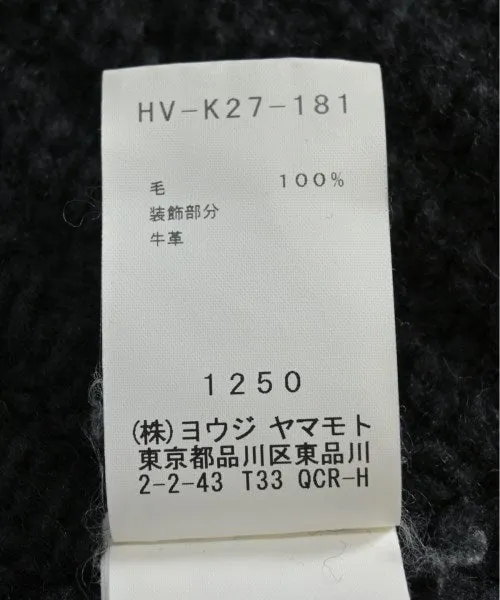 HV-K27-181
毛 100%
装飾部分
牛革
1250
(株)ヨウジ ヤマモト
東京都品川区東品川
2-2-43 T33 QCR-H